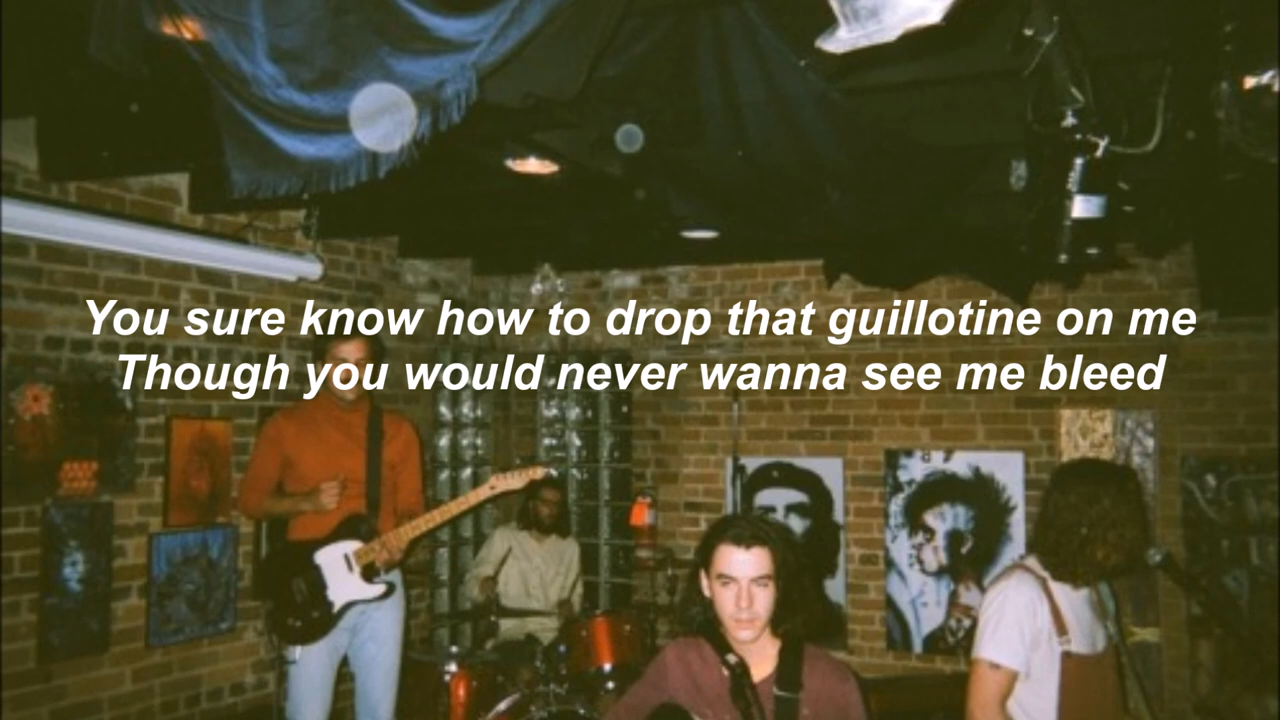 You sure know how to drop that guillotine on me
Though you would never wanna see me bleed